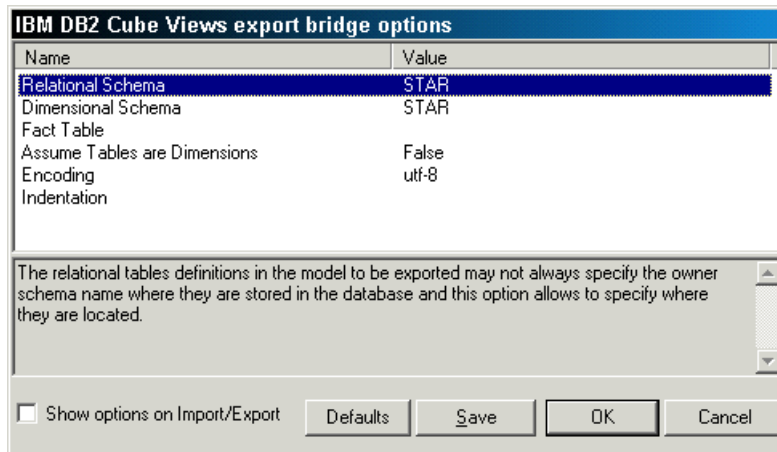 IBM DB2 Cube Views export bridge options
Name Value
Relational Schema STAR
Dimensional Schema STAR
Fact Table
Assume Tables are Dimensions False
Encoding utf-8
Indentation
The relational tables definitions in the model to be exported may not always specify the owner
schema name where they are stored in the database and this option allows to specify where
they are located.
Show options on Import/Export Defaults Save OK Cancel